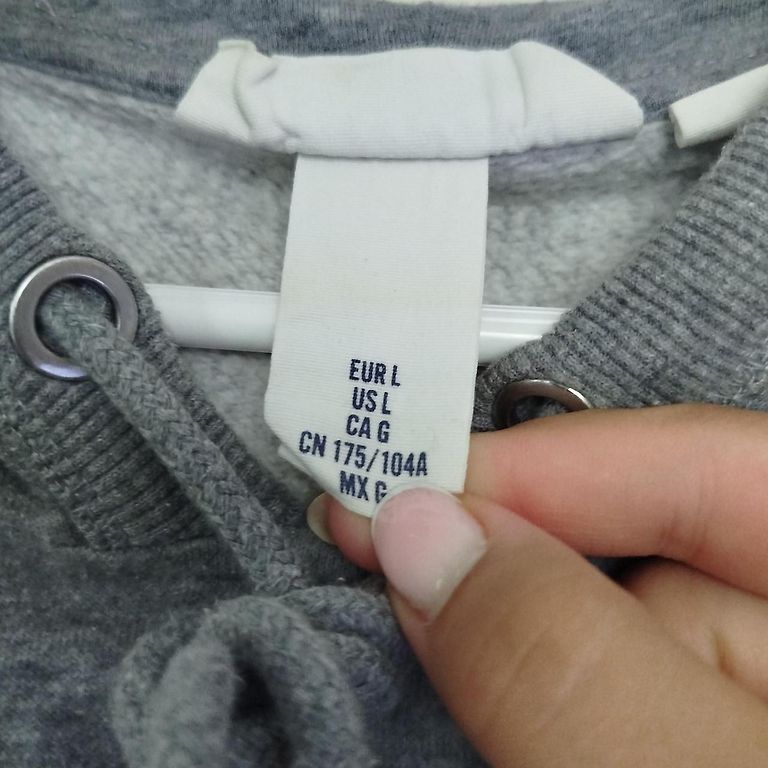 EUR L
US L
CA G
CN 175/104A
MX G